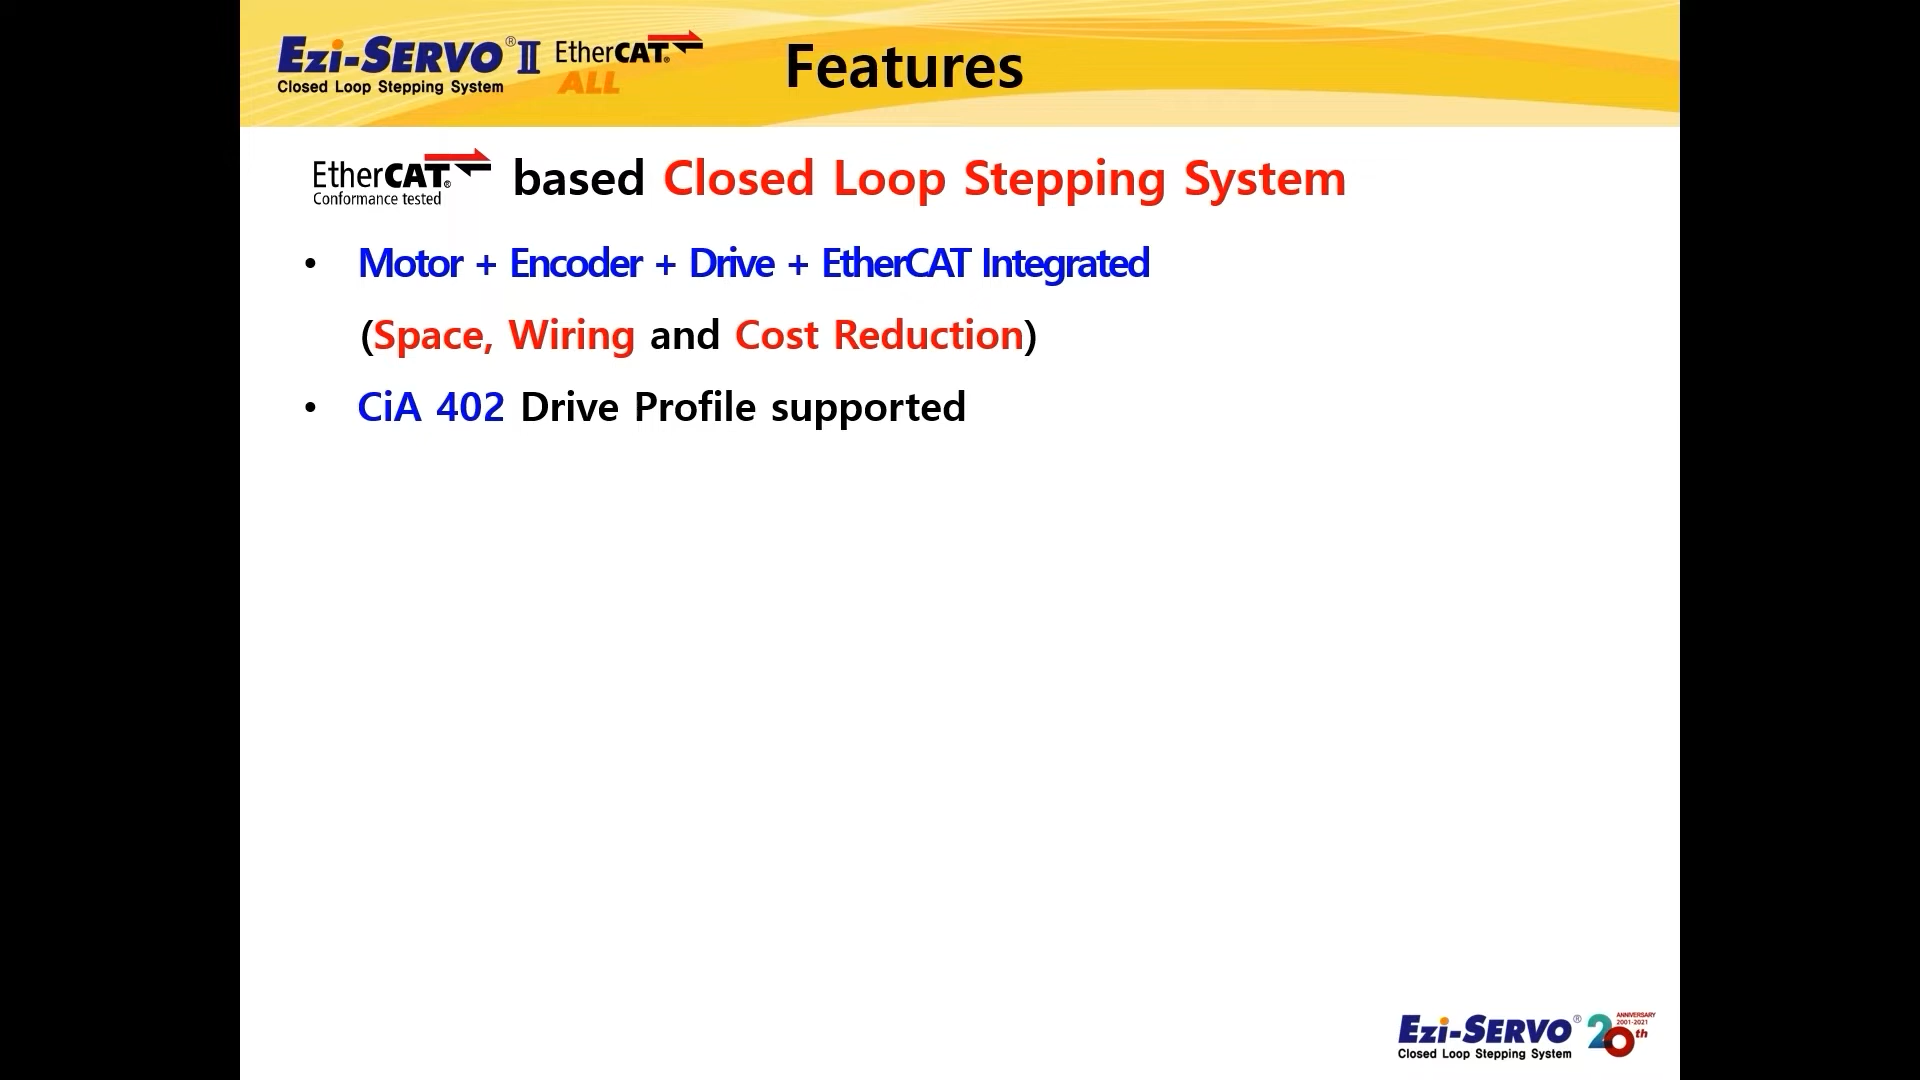 Ezi-SERVO® II EtherCAT® ALL
Closed Loop Stepping System
Features
EtherCAT® based Closed Loop Stepping System
Conformance tested
• Motor + Encoder + Drive + EtherCAT Integrated
(Space, Wiring and Cost Reduction)
• CiA 402 Drive Profile supported
Ezi-SERVO® 20th ANNIVERSARY 2001-2021
Closed Loop Stepping System